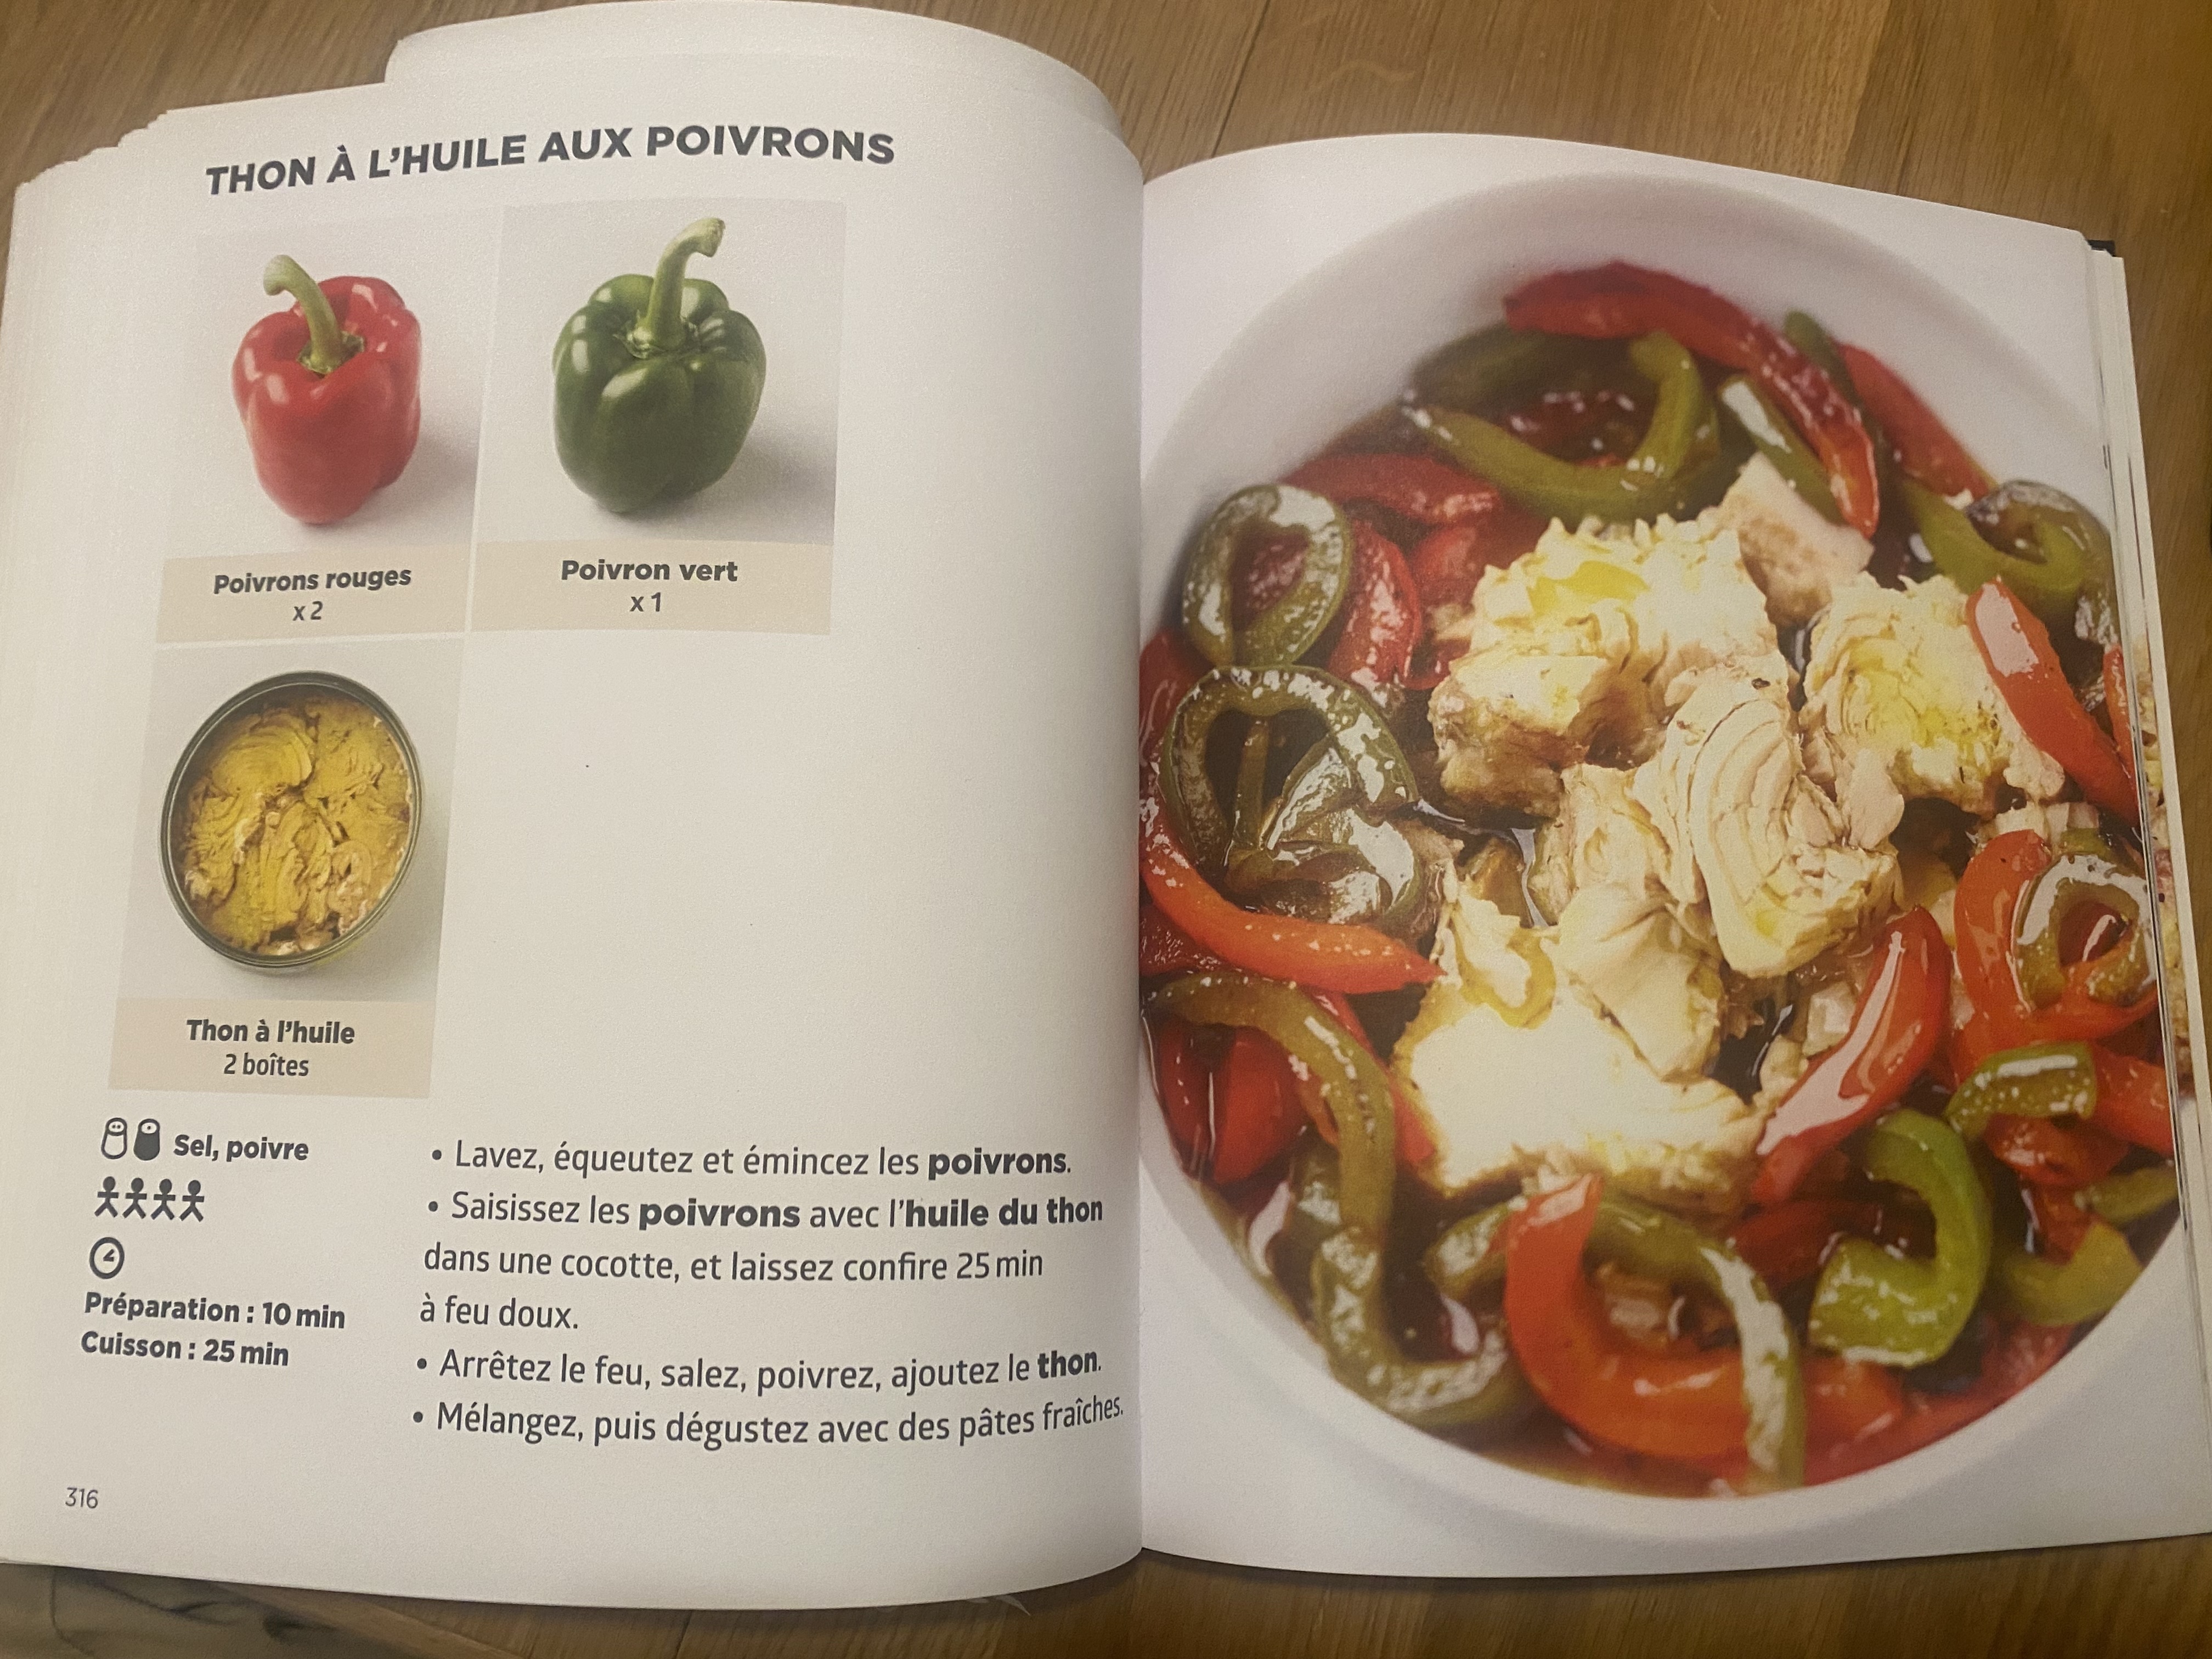 THON À L'HUILE AUX POIVRONS
Poivrons rouges
x 2
Poivron vert
x 1
Thon à l'huile
2 boîtes
Sel, poivre
Préparation : 10 min
Cuisson : 25 min
• Lavez, équeutez et émincez les poivrons.
• Saisissez les poivrons avec l'huile du thon
dans une cocotte, et laissez confire 25 min
à feu doux.
• Arrêtez le feu, salez, poivrez, ajoutez le thon.
• Mélangez, puis dégustez avec des pâtes fraîches.
316